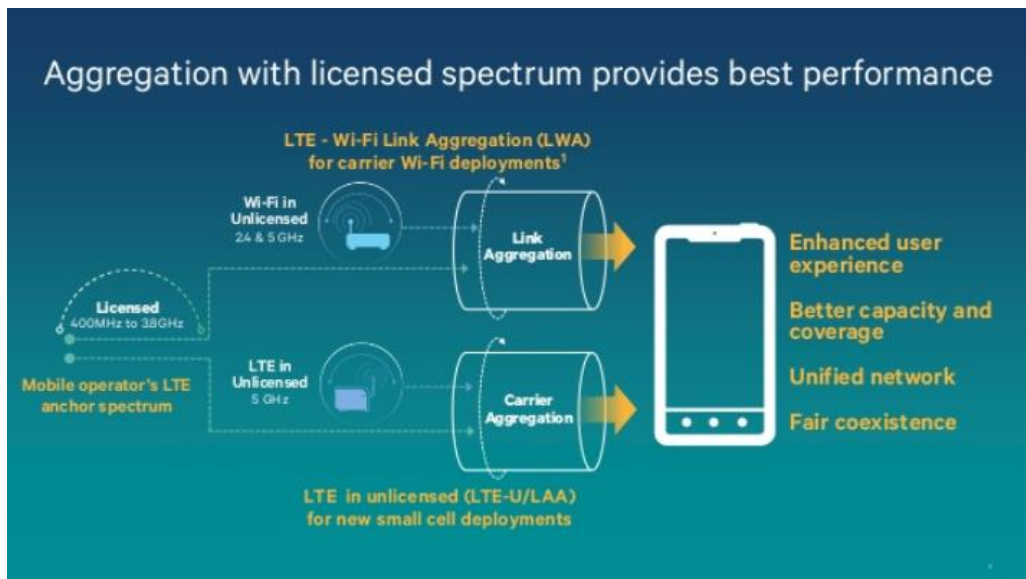 Aggregation with licensed spectrum provides best performance
LTE - Wi-Fi Link Aggregation (LWA)
for carrier Wi-Fi deployments¹
Wi-Fi in
Unlicensed
2.4 & 5 GHz
Link
Aggregation
Licensed
400MHz to 3.8GHz
Mobile operator's LTE
anchor spectrum
LTE in
Unlicensed
5 GHz
Carrier
Aggregation
LTE in unlicensed (LTE-U/LAA)
for new small cell deployments
Enhanced user
experience
Better capacity and
coverage
Unified network
Fair coexistence